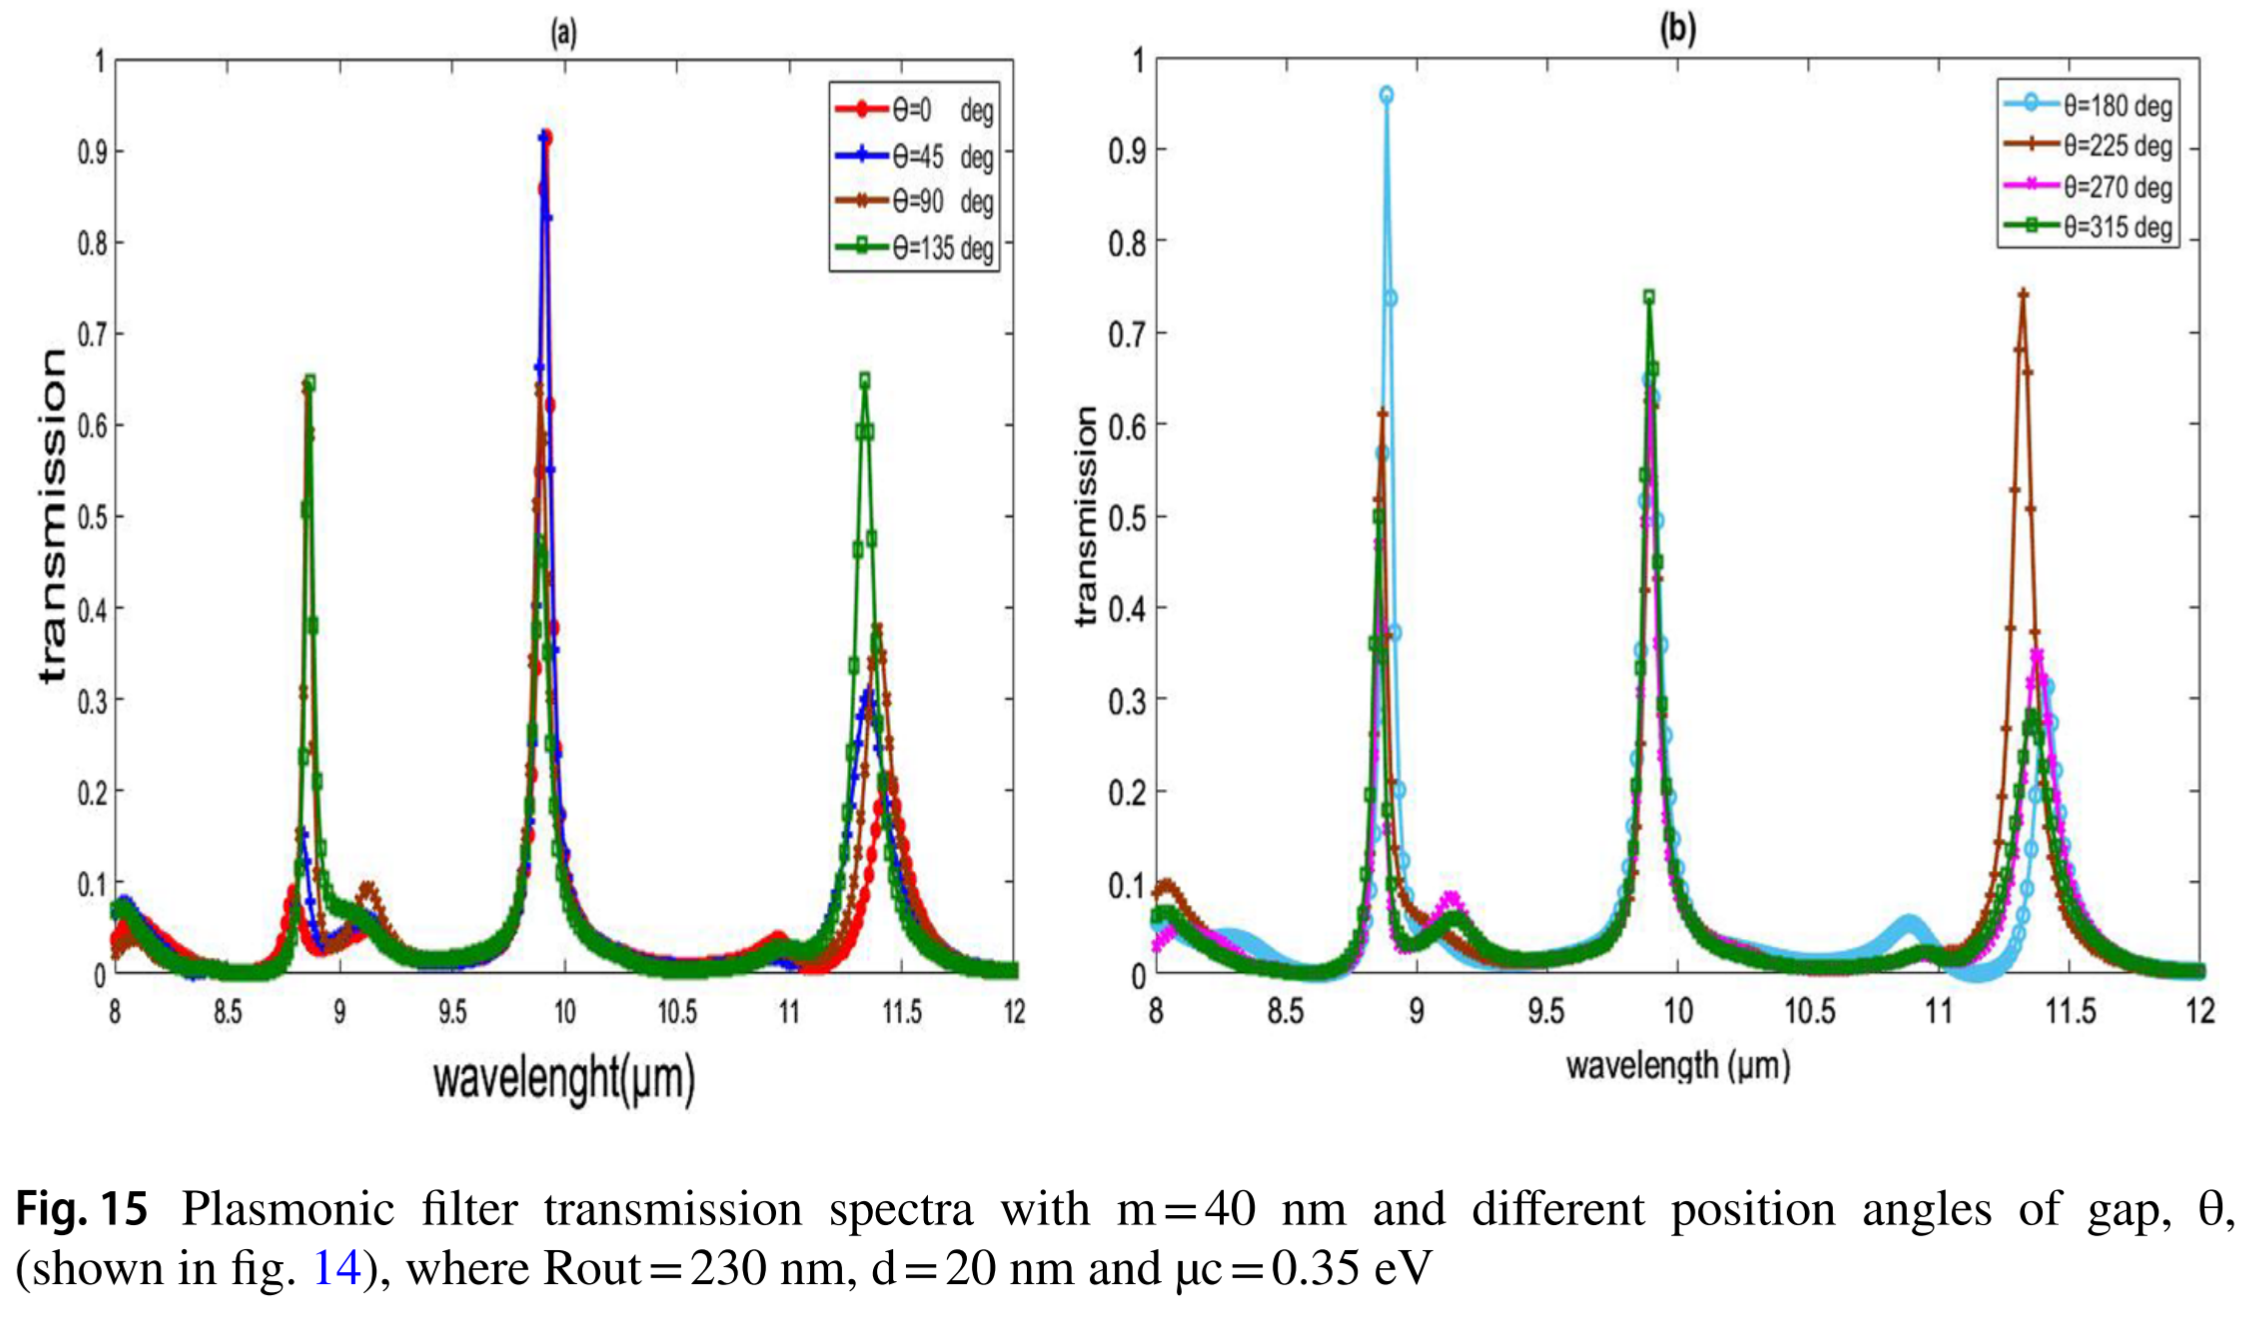 (a)
1
0.9
0.8
0.7
0.6
0.5
0.4
0.3
0.2
0.1
0
8
8.5
9
9.5
10
10.5
11
11.5
12
transmission
wavelenght(μm)
Θ=0 deg
Θ=45 deg
Θ=90 deg
Θ=135 deg
(b)
1
0.9
0.8
0.7
0.6
0.5
0.4
0.3
0.2
0.1
0
8
8.5
9
9.5
10
10.5
11
11.5
12
transmission
wavelength (μm)
θ=180 deg
θ=225 deg
θ=270 deg
θ=315 deg
Fig. 15 Plasmonic filter transmission spectra with m = 40 nm and different position angles of gap, θ,
(shown in fig. 14), where Rout = 230 nm, d = 20 nm and μc = 0.35 eV